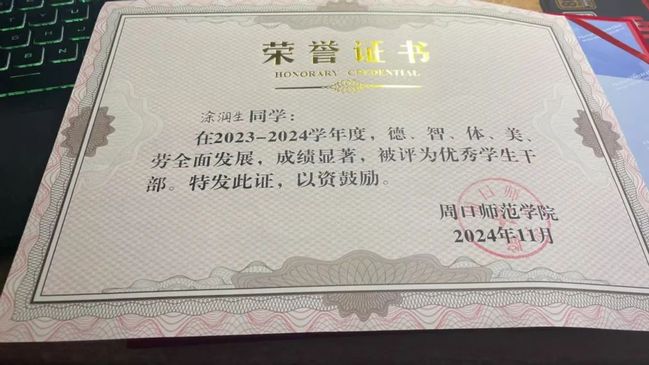 荣誉证书
HONORARY CREDENTIAL
涂润生同学：
在2023-2024学年度，德、智、体、美、
劳全面发展，成绩显著，被评为优秀学生干
部。特发此证，以资鼓励。
周口师范学院
2024年11月